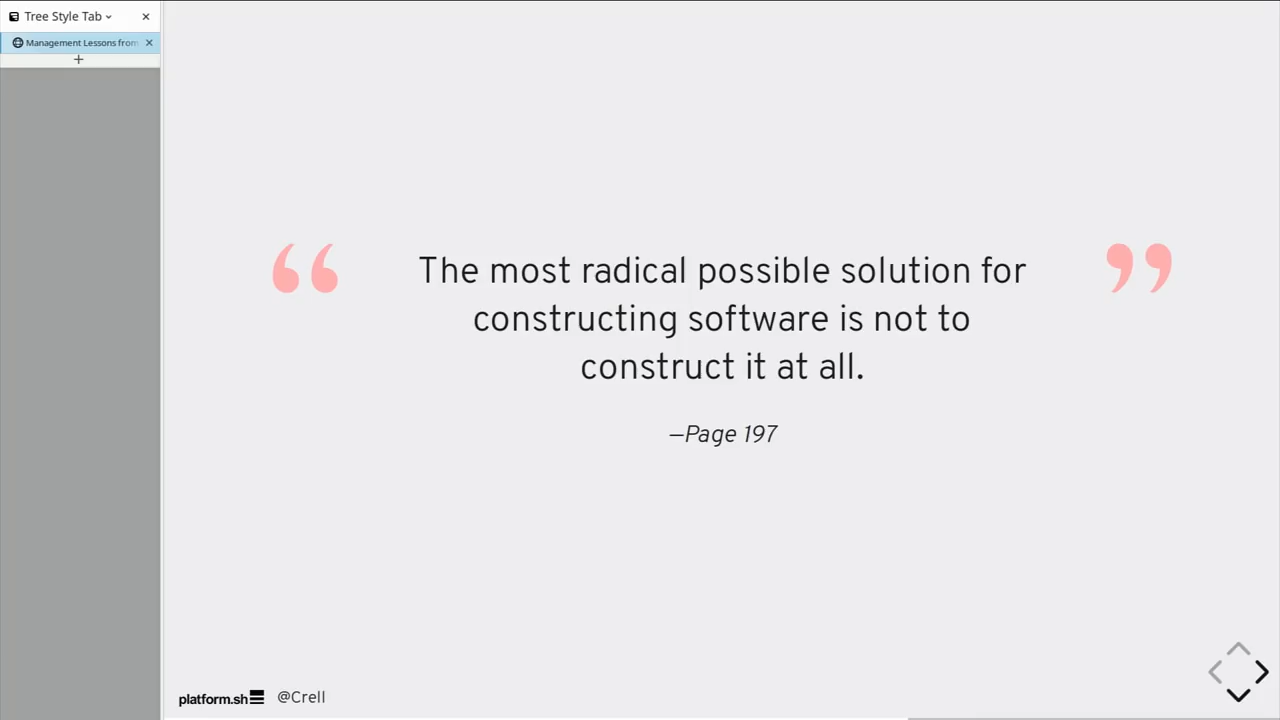 Tree Style Tab
Management Lessons from
“The most radical possible solution for
constructing software is not to
construct it at all.”
—Page 197
platform.sh @Crell